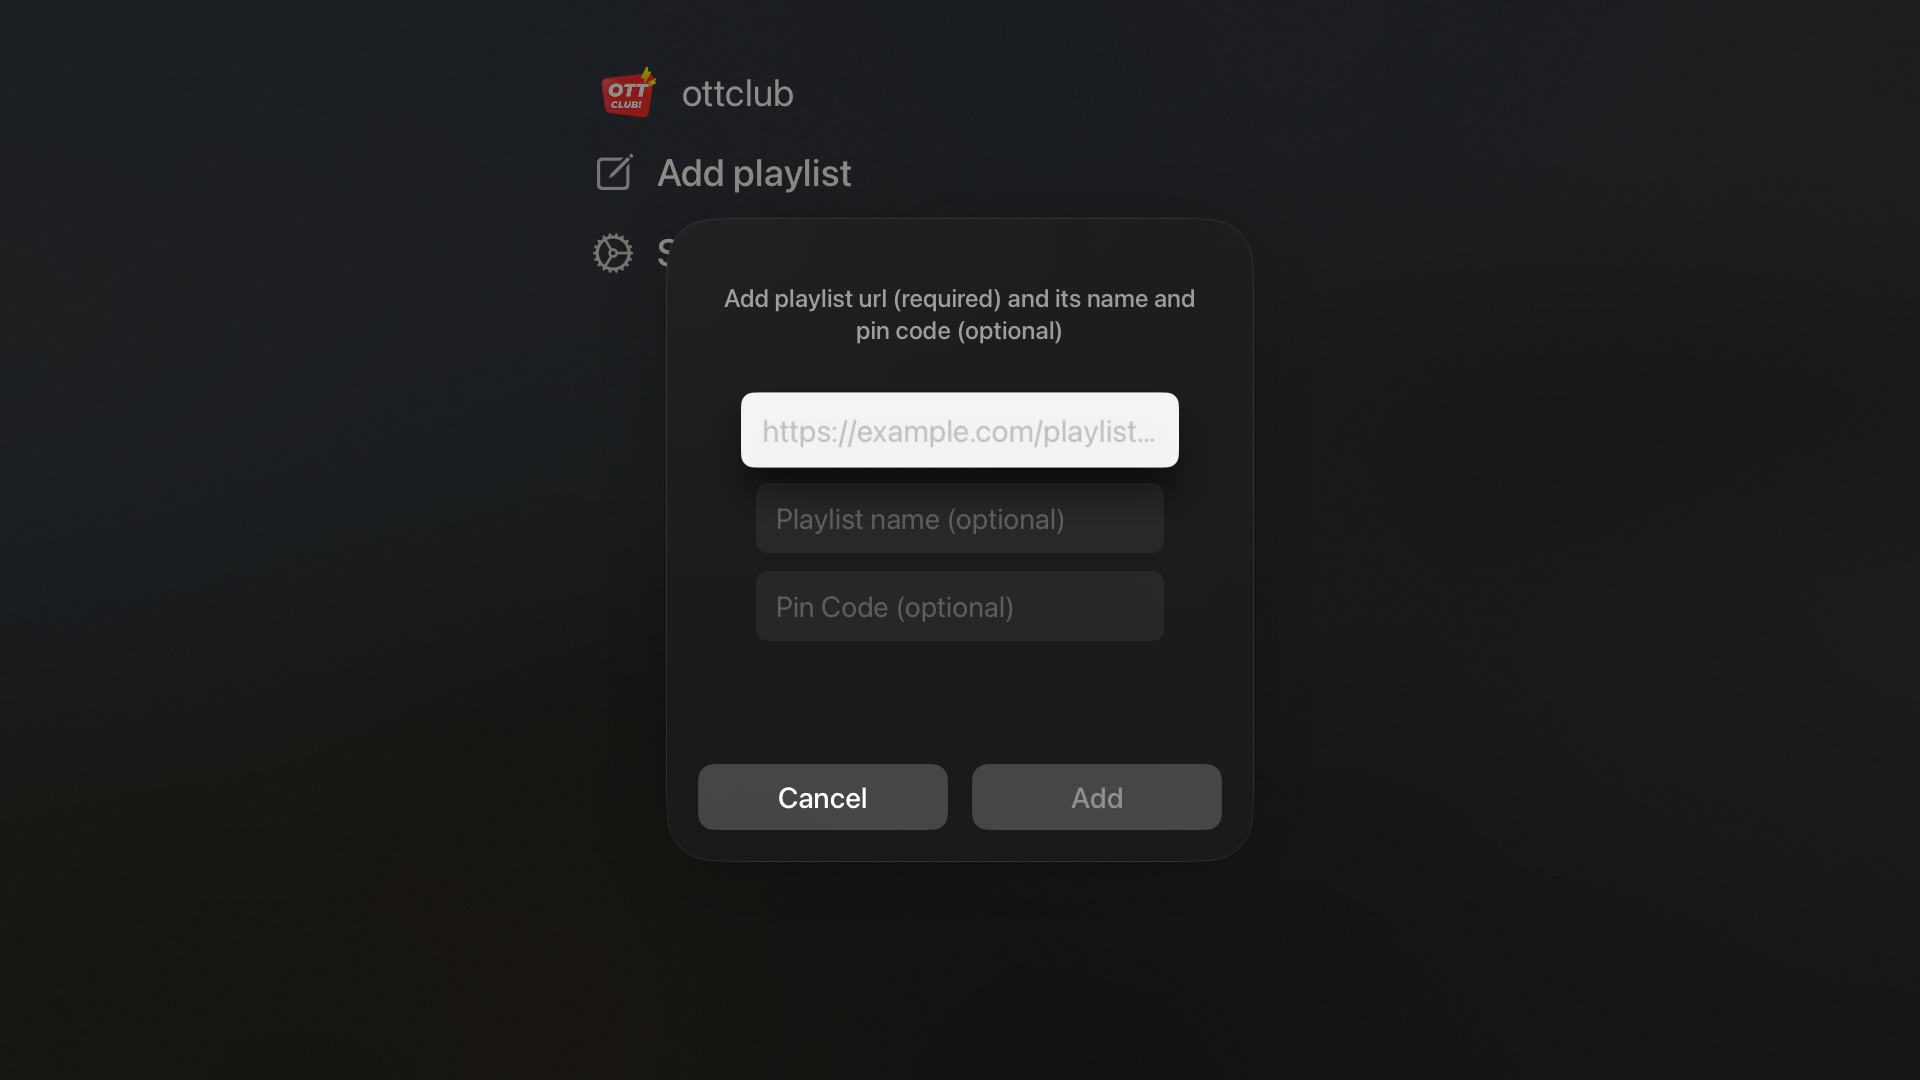 OTT
CLUB!
ottclub
Add playlist
S
Add playlist url (required) and its name and
pin code (optional)
https://example.com/playlist...
Playlist name (optional)
Pin Code (optional)
Cancel
Add